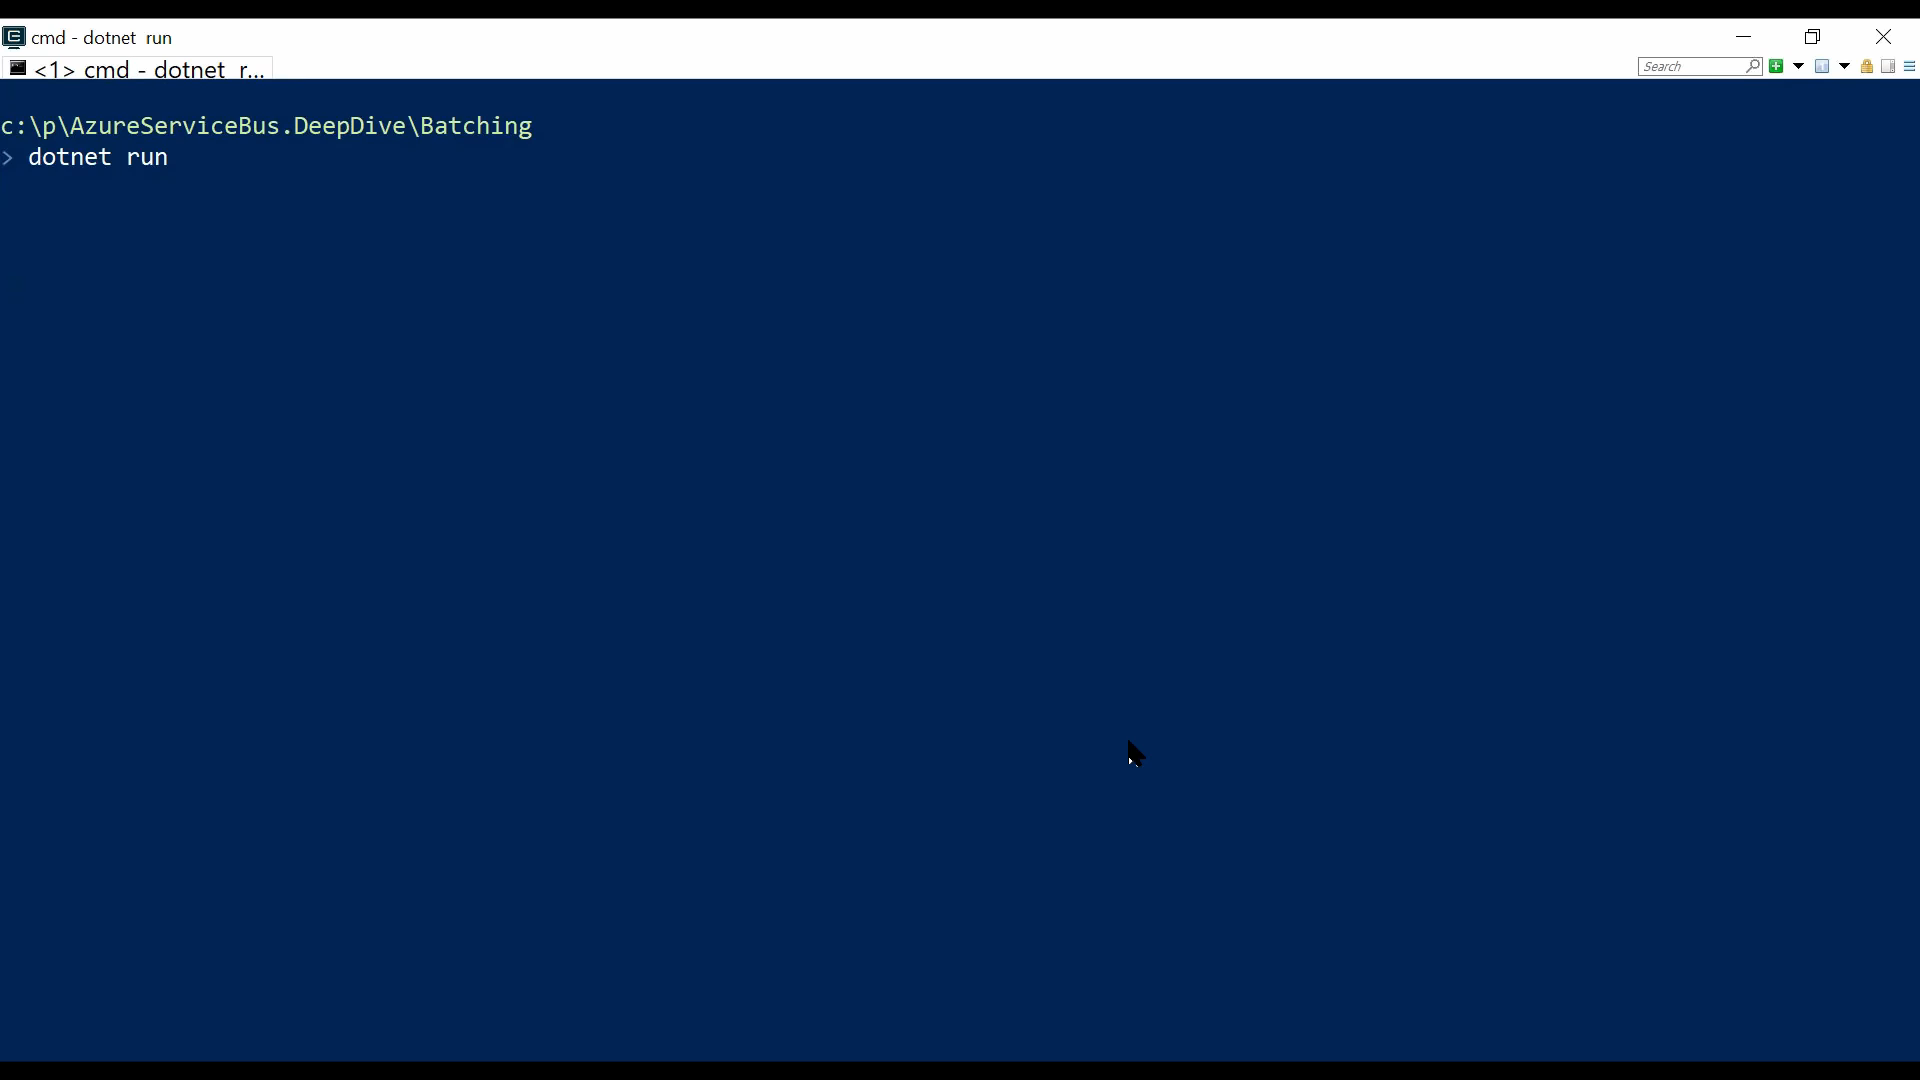 cmd - dotnet  run
<1> cmd - dotnet  r...
Search
c:\p\AzureServiceBus.DeepDive\Batching
> dotnet run